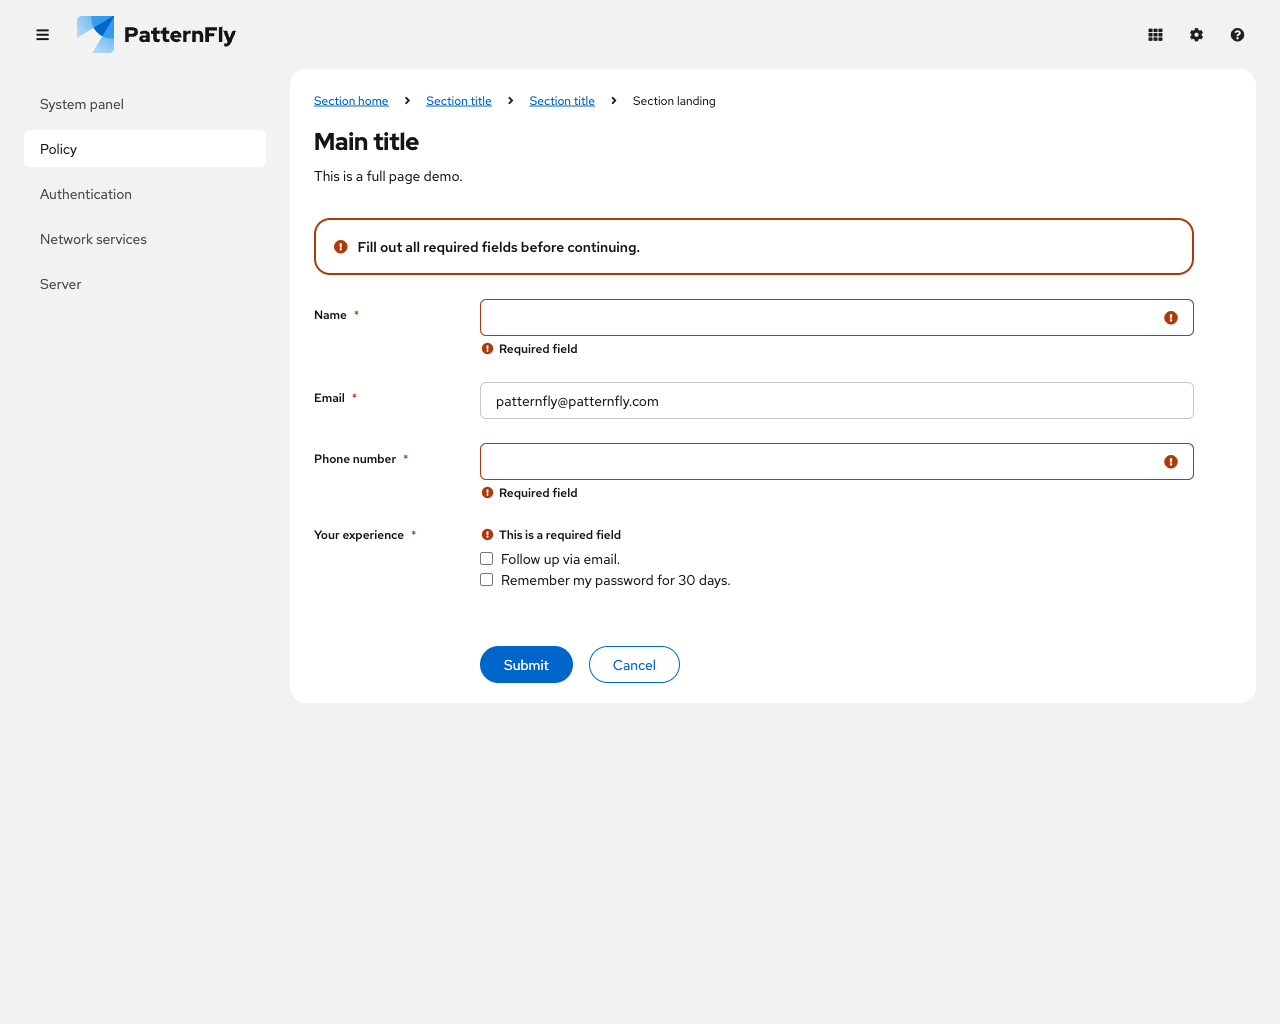 PatternFly
System panel
Policy
Authentication
Network services
Server
Section home
Section title
Section title
Section landing
Main title
This is a full page demo.
Fill out all required fields before continuing.
Name *
Required field
Email *
patternfly@patternfly.com
Phone number *
Required field
Your experience *
This is a required field
Follow up via email.
Remember my password for 30 days.
Submit
Cancel